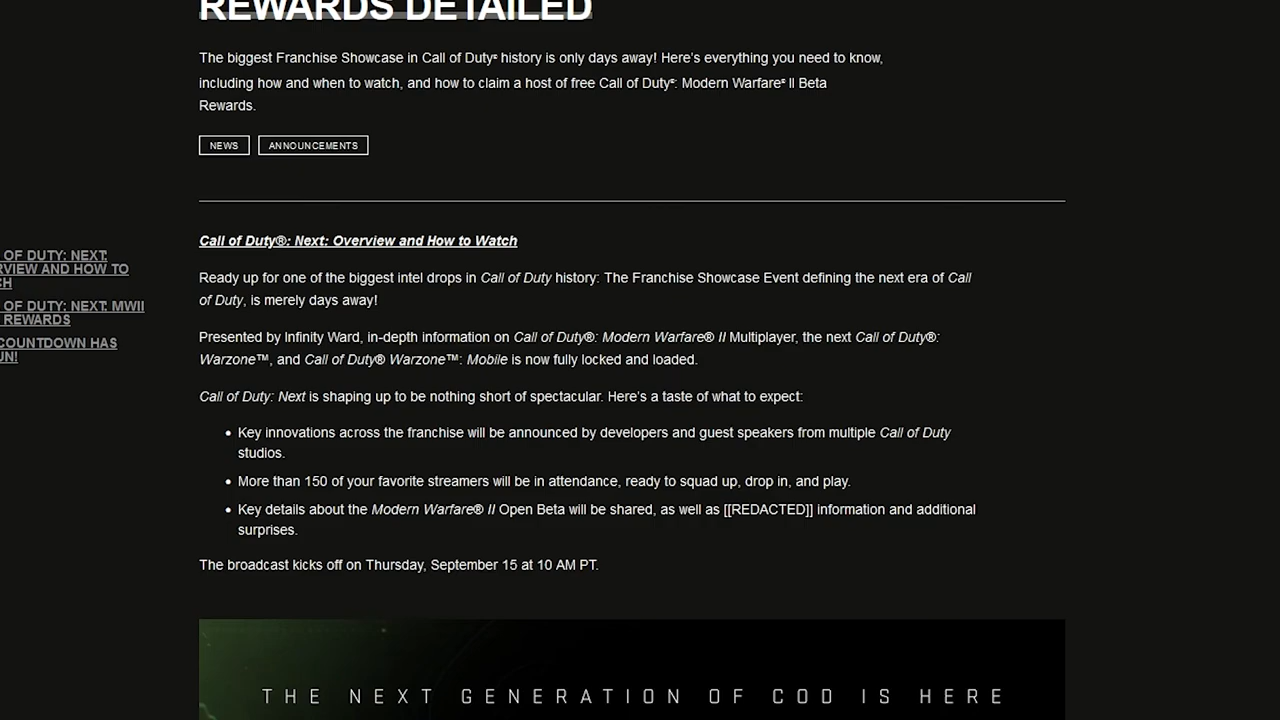 REWARDS DETAILED
The biggest Franchise Showcase in Call of Duty® history is only days away! Here's everything you need to know,
including how and when to watch, and how to claim a host of free Call of Duty®: Modern Warfare® II Beta
Rewards.
NEWS ANNOUNCEMENTS
Call of Duty®: Next: Overview and How to Watch
OF DUTY: NEXT:
RVIEW AND HOW TO
CH
OF DUTY: NEXT: MWII
REWARDS
COUNTDOWN HAS
UN!
Ready up for one of the biggest intel drops in Call of Duty history: The Franchise Showcase Event defining the next era of Call
of Duty, is merely days away!
Presented by Infinity Ward, in-depth information on Call of Duty®: Modern Warfare® II Multiplayer, the next Call of Duty®:
Warzone™, and Call of Duty® Warzone™: Mobile is now fully locked and loaded.
Call of Duty: Next is shaping up to be nothing short of spectacular. Here's a taste of what to expect:
• Key innovations across the franchise will be announced by developers and guest speakers from multiple Call of Duty
studios.
• More than 150 of your favorite streamers will be in attendance, ready to squad up, drop in, and play.
• Key details about the Modern Warfare® II Open Beta will be shared, as well as [[REDACTED]] information and additional
surprises.
The broadcast kicks off on Thursday, September 15 at 10 AM PT.
THE NEXT GENERATION OF COD IS HERE